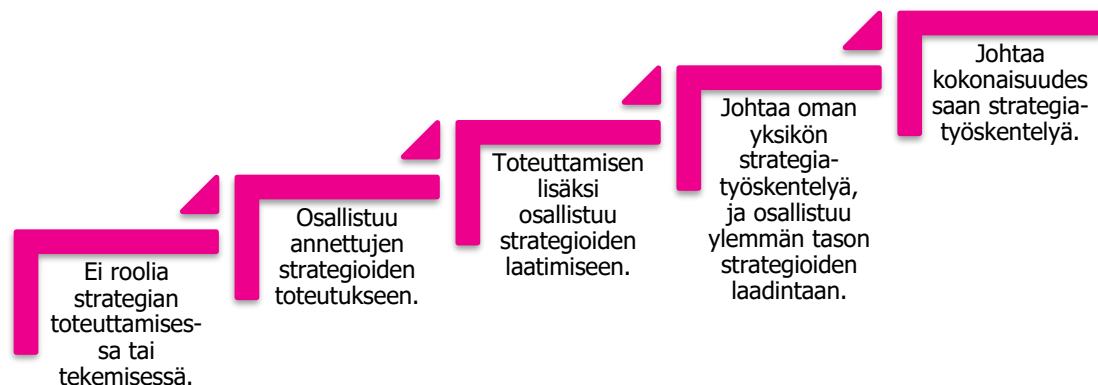 Ei roolia
strategian
toteuttamises-
sa tai
tekemisessä.
Osallistuu
annettujen
strategioiden
toteutukseen.
Toteuttamisen
lisäksi
osallistuu
strategioiden
laatimiseen.
Johtaa oman
yksikön
strategia-
työskentelyä,
ja osallistuu
ylemmän tason
strategioiden
laadintaan.
Johtaa
kokonaisuudes
saan strategia-
työskentelyä.